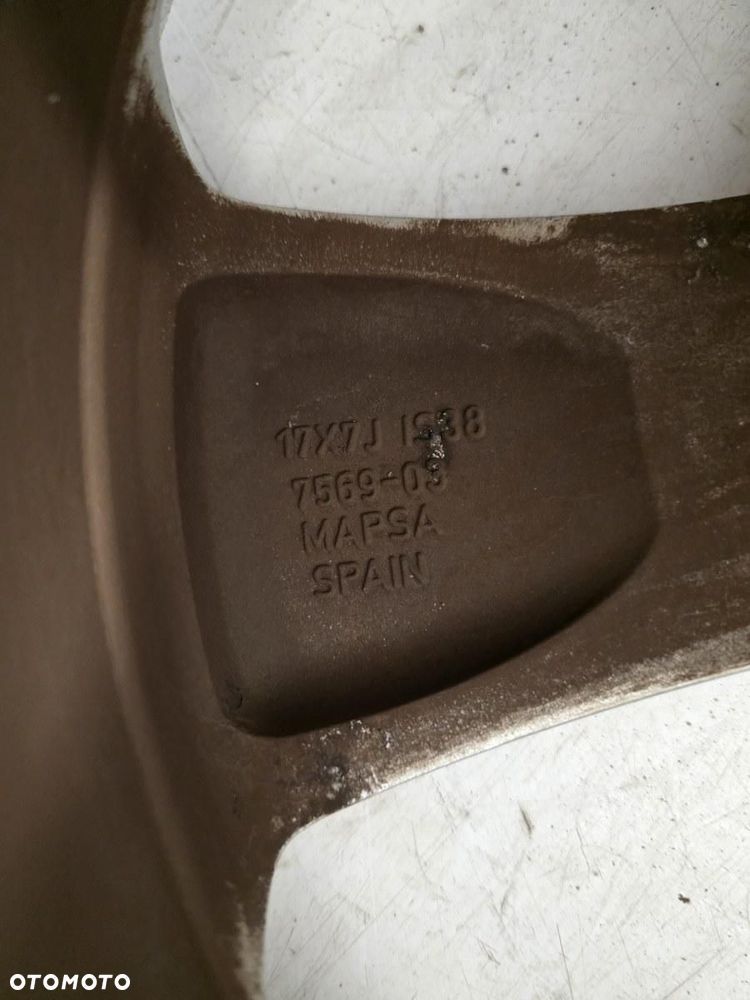 17X7J IS38
7569-03
MAPSA
SPAIN
OTOMOTO